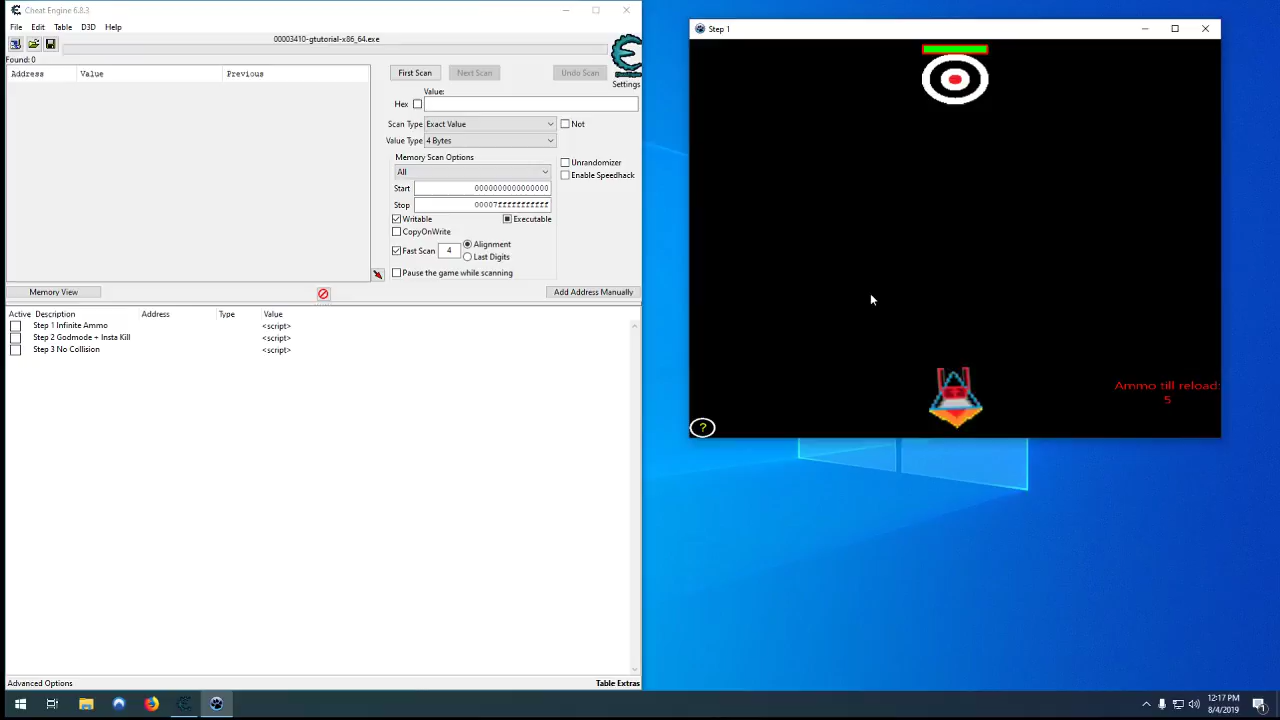 Cheat Engine 6.8.3
File Edit Table D3D Help
00003410-gtutorial-x86_64.exe
Found: 0
Address Value Previous
First Scan Next Scan Undo Scan
Settings
Value:
Hex
Scan Type Exact Value Not
Value Type 4 Bytes
Memory Scan Options
All
Unrandomizer
Enable Speedhack
Start 0000000000000000
Stop 00007fffffffffff
Writable Executable
CopyOnWrite
Fast Scan 4 Alignment
Last Digits
Pause the game while scanning
Memory View Add Address Manually
Active Description Address Type Value
Step 1 Infinite Ammo <script>
Step 2 Godmode + Insta Kill <script>
Step 3 No Collision <script>
Advanced Options Table Extras
Step 1
Ammo till reload:
5
?
12:17 PM
8/4/2019
1